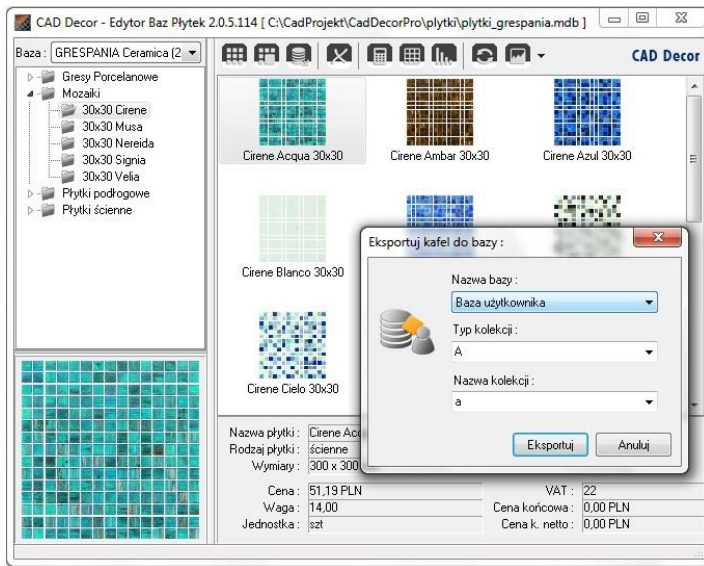 CAD Decor - Edytor Baz Płytek 2.0.5.114 [ C:\CadProjekt\CadDecorPro\plytki\plytki_grespania.mdb ]
Baza : GRESPANIA Ceramica (2
CAD Decor
Gresy Porcelanowe
Mozaiki
30x30 Cirene
30x30 Musa
30x30 Nereida
30x30 Signia
30x30 Velia
Płytki podłogowe
Płytki ścienne
Cirene Acqua 30x30
Cirene Ambar 30x30
Cirene Azul 30x30
Cirene Blanco 30x30
Cirene Cielo 30x30
Eksportuj kafel do bazy :
Nazwa bazy :
Baza użytkownika
Typ kolekcji :
A
Nazwa kolekcji :
a
Eksportuj
Anuluj
Nazwa płytki : Cirene Acq
Rodzaj płytki : ścienne
Wymiary : 300 x 300
Cena : 51,19 PLN
VAT : 22
Waga : 14,00
Cena końcowa : 0,00 PLN
Jednostka : szt
Cena k. netto : 0,00 PLN